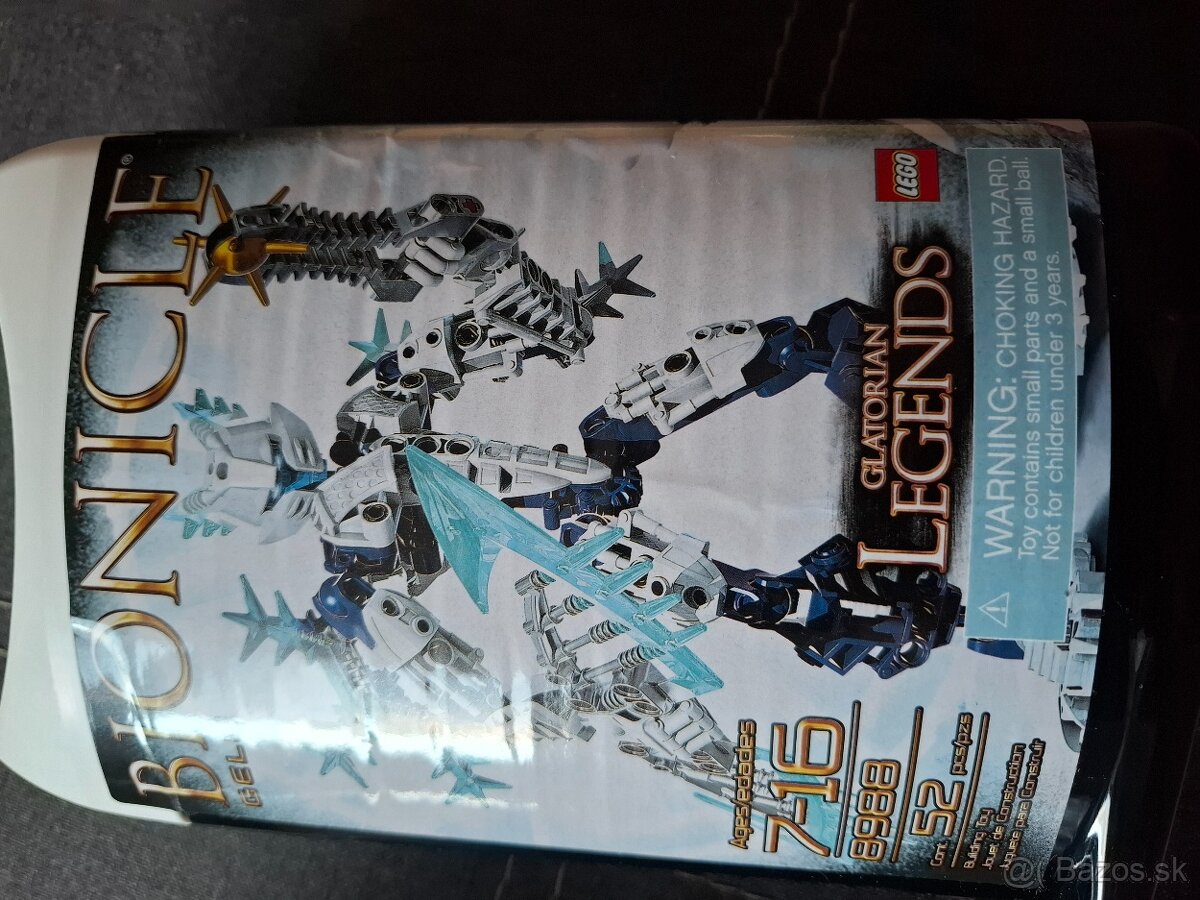 BIONICLE®
GEL
Ages/edades
7-16
8988
Cont. 52 pcs/pzs
Building Toy
Jouet de Construction
Juguete para Construir
GLATORIAN
LEGENDS
LEGO
WARNING: CHOKING HAZARD.
Toy contains small parts and a small ball.
Not for children under 3 years.
@ Bazos.sk